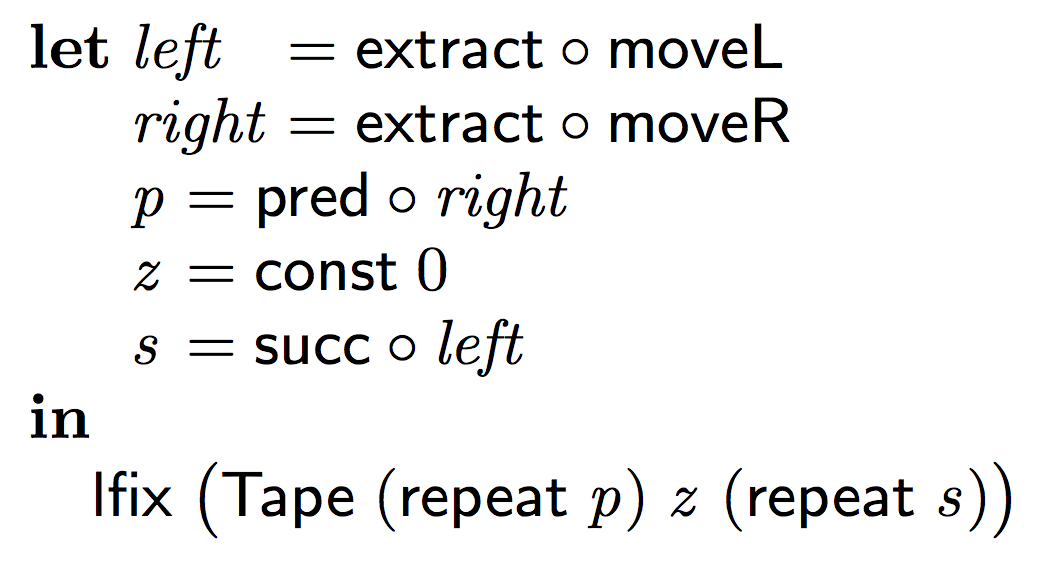 let left = extract ∘ moveL
right = extract ∘ moveR
p = pred ∘ right
z = const 0
s = succ ∘ left
in
lfix (Tape (repeat p) z (repeat s))